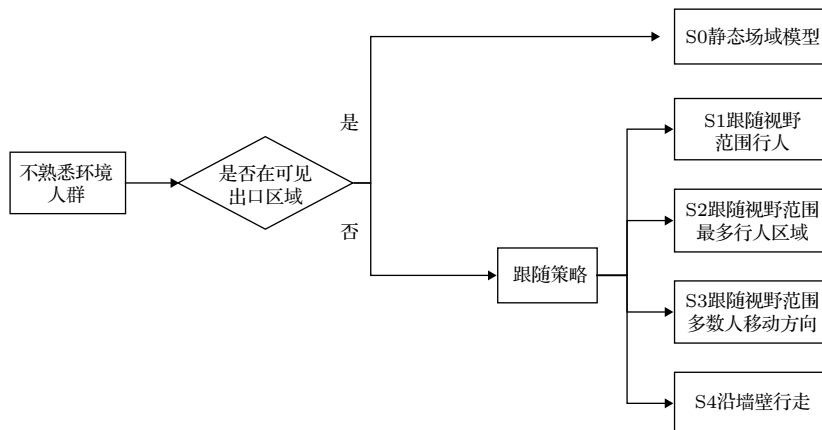 不熟悉环境
人群
是否在可见
出口区域
是
否
S0静态场域模型
跟随策略
S1跟随视野
范围行人
S2跟随视野范围
最多行人区域
S3跟随视野范围
多数人移动方向
S4沿墙壁行走